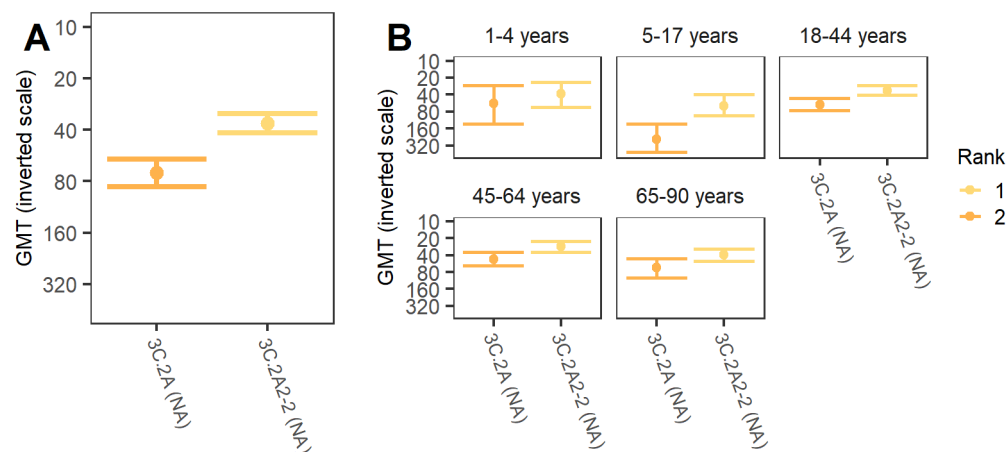 A
GMT (inverted scale)
10
20
40
80
160
320
3C.2A (NA)
3C.2A2-2 (NA)
B
GMT (inverted scale)
1-4 years
5-17 years
18-44 years
10
20
40
80
160
320
3C.2A (NA)
3C.2A2-2 (NA)
45-64 years
65-90 years
10
20
40
80
160
320
3C.2A (NA)
3C.2A2-2 (NA)
3C.2A (NA)
3C.2A2-2 (NA)
Rank
1
2